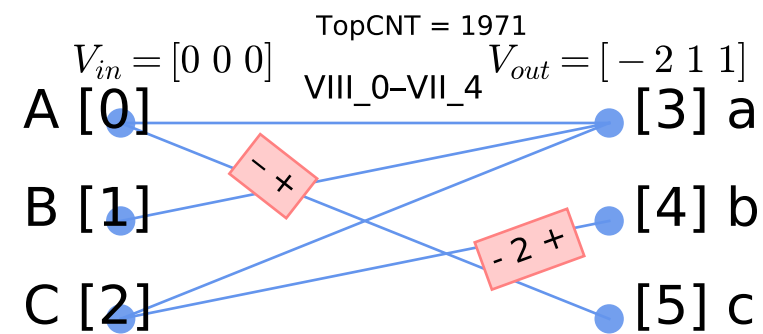 TopCNT = 1971
V_in = [0 0 0]
V_out = [−2 1 1]
VIII_0–VII_4
A [0]
[3] a
- +
B [1]
[4] b
- 2 +
C [2]
[5] c